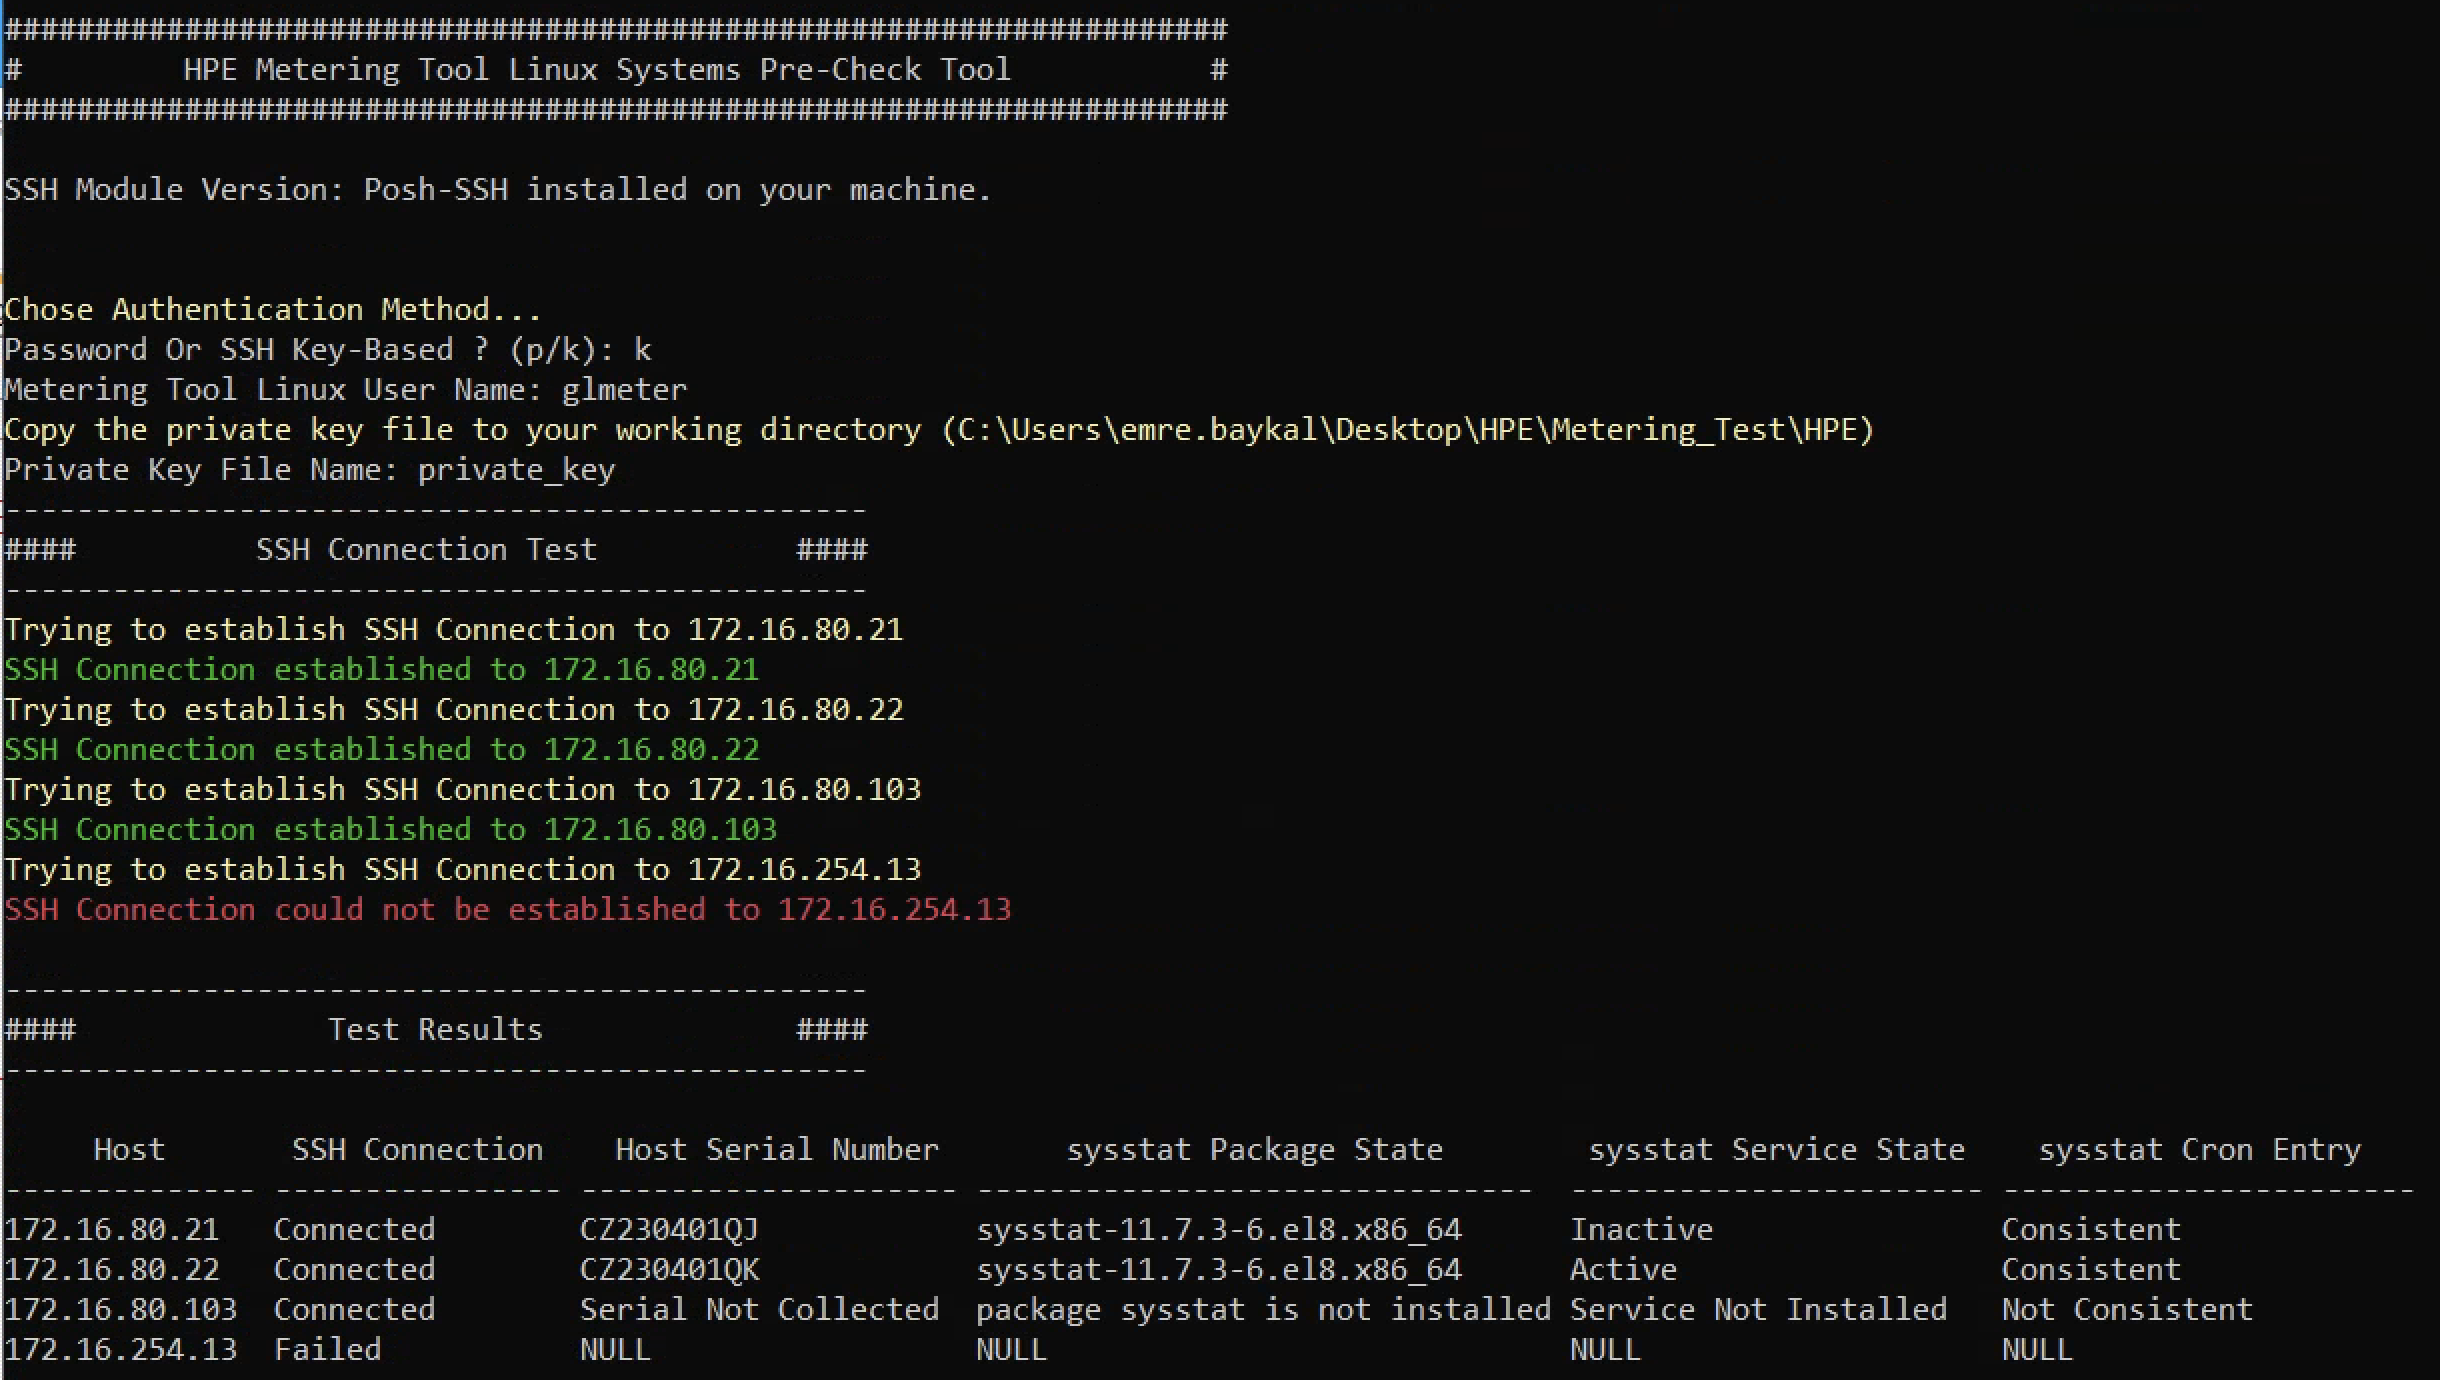 ####################################################################
#         HPE Metering Tool Linux Systems Pre-Check Tool           #
####################################################################
SSH Module Version: Posh-SSH installed on your machine.
Chose Authentication Method...
Password Or SSH Key-Based ? (p/k): k
Metering Tool Linux User Name: glmeter
Copy the private key file to your working directory (C:\Users\emre.baykal\Desktop\HPE\Metering_Test\HPE)
Private Key File Name: private_key
------------------------------------------------
####          SSH Connection Test           ####
------------------------------------------------
Trying to establish SSH Connection to 172.16.80.21
SSH Connection established to 172.16.80.21
Trying to establish SSH Connection to 172.16.80.22
SSH Connection established to 172.16.80.22
Trying to establish SSH Connection to 172.16.80.103
SSH Connection established to 172.16.80.103
Trying to establish SSH Connection to 172.16.254.13
SSH Connection could not be established to 172.16.254.13
------------------------------------------------
####              Test Results              ####
------------------------------------------------
     Host       SSH Connection    Host Serial Number       sysstat Package State        sysstat Service State    sysstat Cron Entry
-------------- ---------------- --------------------- -------------------------------  ----------------------- -----------------------
172.16.80.21   Connected        CZ230401QJ            sysstat-11.7.3-6.el8.x86_64      Inactive                Consistent
172.16.80.22   Connected        CZ230401QK            sysstat-11.7.3-6.el8.x86_64      Active                  Consistent
172.16.80.103  Connected        Serial Not Collected  package sysstat is not installed Service Not Installed   Not Consistent
172.16.254.13  Failed           NULL                  NULL                             NULL                    NULL